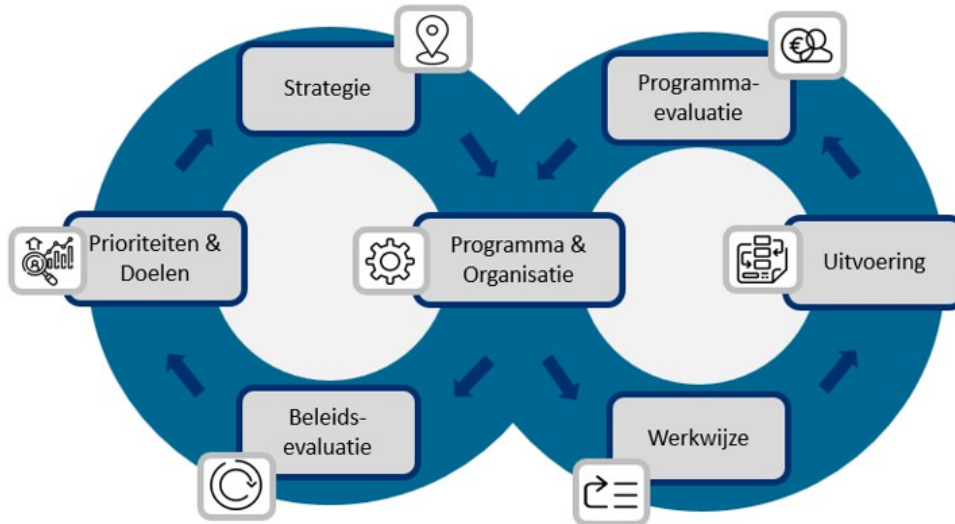 Strategie
Programma-
evaluatie
Prioriteiten &
Doelen
Programma &
Organisatie
Uitvoering
Beleids-
evaluatie
Werkwijze